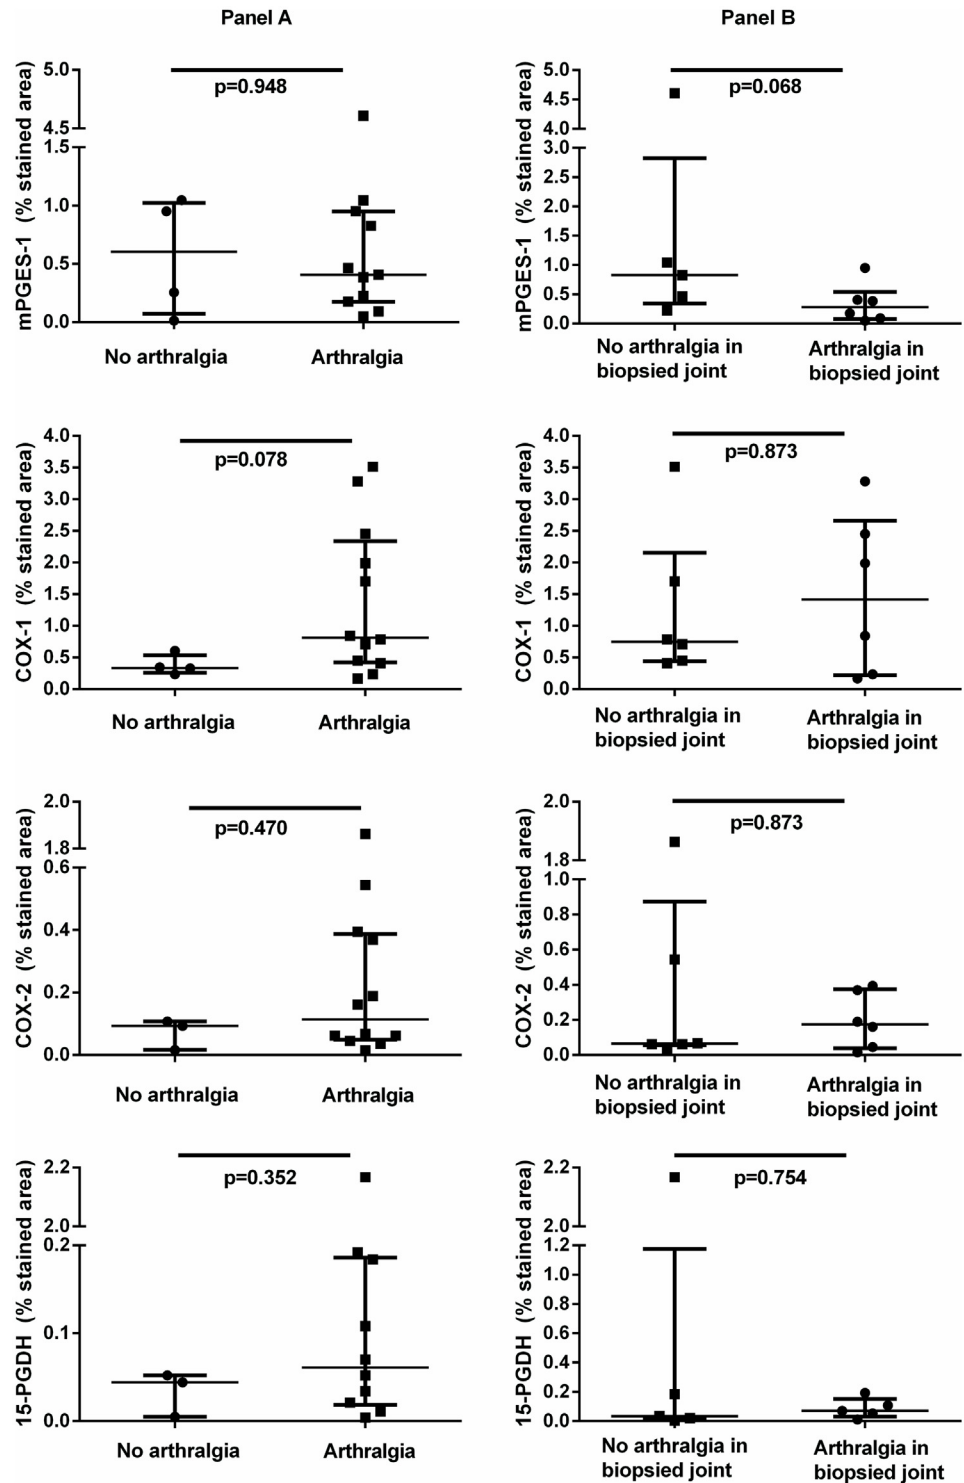 Panel A
Panel B
mPGES-1 (% stained area)
5.0
4.5
1.5
1.0
0.5
0.0
p=0.948
No arthralgia
Arthralgia
mPGES-1 (% stained area)
5.0
4.5
4.0
3.0
2.5
2.0
1.5
1.0
0.5
0.0
p=0.068
No arthralgia in
biopsied joint
Arthralgia in
biopsied joint
COX-1 (% stained area)
4.0
3.5
3.0
2.5
2.0
1.5
1.0
0.5
0.0
p=0.078
No arthralgia
Arthralgia
COX-1 (% stained area)
4.0
3.5
3.0
2.5
2.0
1.5
1.0
0.5
0.0
p=0.873
No arthralgia in
biopsied joint
Arthralgia in
biopsied joint
COX-2 (% stained area)
2.0
1.8
0.6
0.4
0.2
0.0
p=0.470
No arthralgia
Arthralgia
COX-2 (% stained area)
2.0
1.8
1.0
0.8
0.6
0.4
0.2
0.0
p=0.873
No arthralgia in
biopsied joint
Arthralgia in
biopsied joint
15-PGDH (% stained area)
2.2
2.0
0.2
0.1
0.0
p=0.352
No arthralgia
Arthralgia
15-PGDH (% stained area)
2.2
2.0
1.2
1.0
0.8
0.6
0.4
0.2
0.0
p=0.754
No arthralgia in
biopsied joint
Arthralgia in
biopsied joint